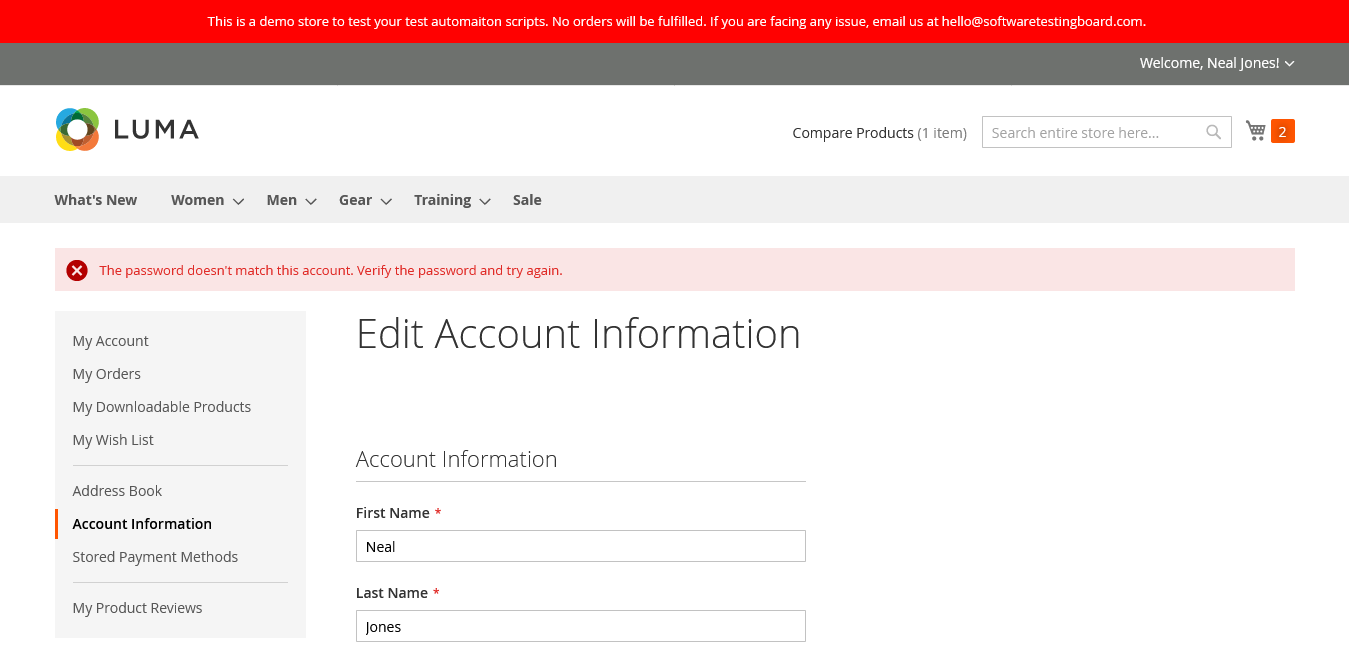 This is a demo store to test your test automaiton scripts. No orders will be fulfilled. If you are facing any issue, email us at hello@softwaretestingboard.com.
Welcome, Neal Jones!
LUMA
Compare Products (1 item)
Search entire store here...
2
What's New Women Men Gear Training Sale
The password doesn't match this account. Verify the password and try again.
My Account
My Orders
My Downloadable Products
My Wish List
Address Book
Account Information
Stored Payment Methods
My Product Reviews
Edit Account Information
Account Information
First Name *
Neal
Last Name *
Jones